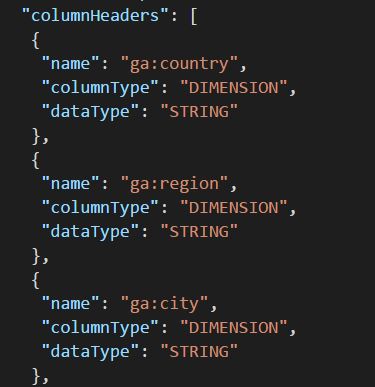 "columnHeaders": [
{
"name": "ga:country",
"columnType": "DIMENSION",
"dataType": "STRING"
},
{
"name": "ga:region",
"columnType": "DIMENSION",
"dataType": "STRING"
},
{
"name": "ga:city",
"columnType": "DIMENSION",
"dataType": "STRING"
},